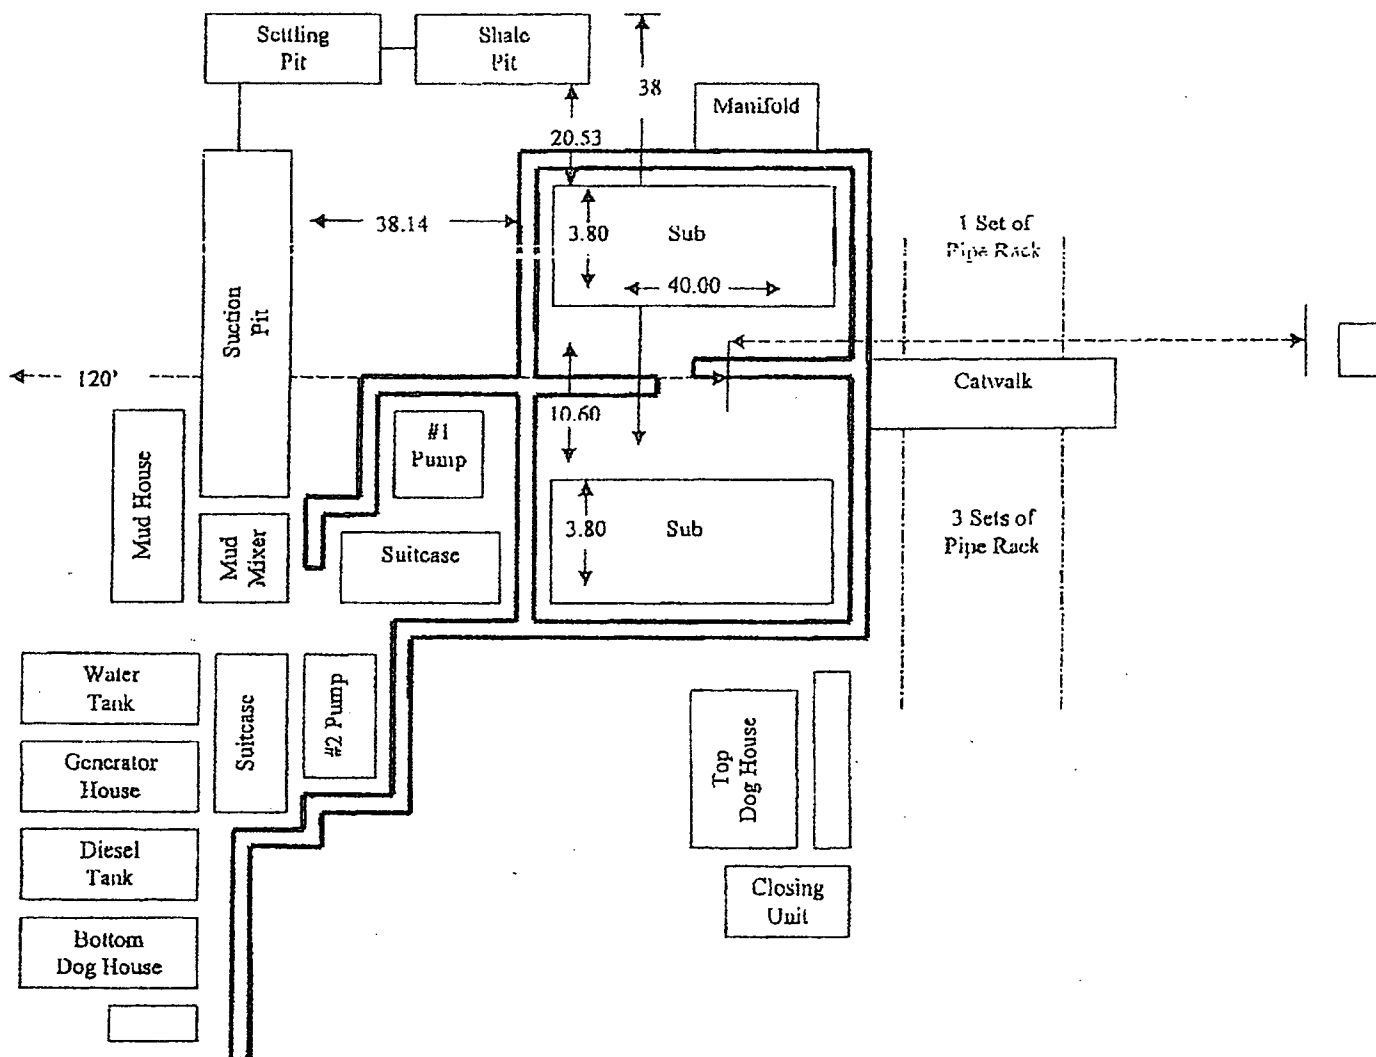 Settling
Pit
Shale
Pit
38
Manifold
20.53
38.14
3.80
Sub
40.00
1 Set of
Pipe Rack
Suction
Pit
120'
Catwalk
10.60
#1
Pump
Mud House
Mud
Mixer
Suitcase
3.80
Sub
3 Sets of
Pipe Rack
Water
Tank
Suitcase
#2 Pump
Generator
House
Top
Dog House
Diesel
Tank
Closing
Unit
Bottom
Dog House